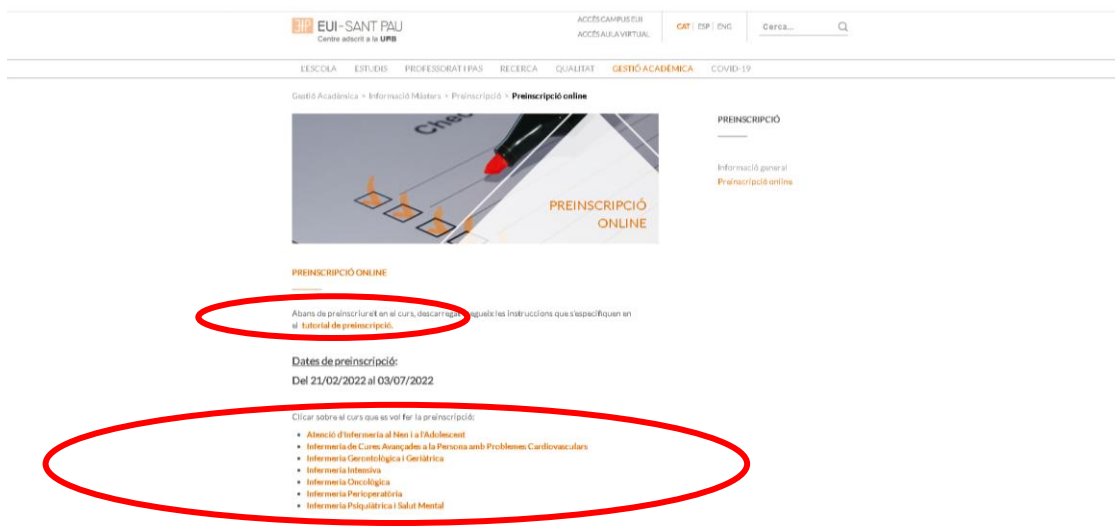 EUI-SANT PAU
Centre adscrit a la UAB
ACCÉS CAMPUS EUI
ACCÉS AULA VIRTUAL
CAT | ESP | ENG
Cerca...
L'ESCOLA ESTUDIS PROFESSORAT I PAS RECERCA QUALITAT GESTIÓ ACADÈMICA COVID-19
Gestió Acadèmica > Informació Màsters > Preinscripció > Preinscripció online
Chec
PREINSCRIPCIÓ
ONLINE
PREINSCRIPCIÓ
Informació general
Preinscripció online
PREINSCRIPCIÓ ONLINE
Abans de preinscriure't en el curs, descarrega't i segueix les instruccions que s'especifiquen en
el tutorial de preinscripció.
Dates de preinscripció:
Del 21/02/2022 al 03/07/2022
Clicar sobre el curs que es vol fer la preinscripció:
• Atenció d'Infermeria al Nen i a l'Adolescent
• Infermeria de Cures Avançades a la Persona amb Problemes Cardiovasculars
• Infermeria Gerontològica i Geriàtrica
• Infermeria Intensiva
• Infermeria Oncològica
• Infermeria Perioperatòria
• Infermeria Psiquiàtrica i Salut Mental